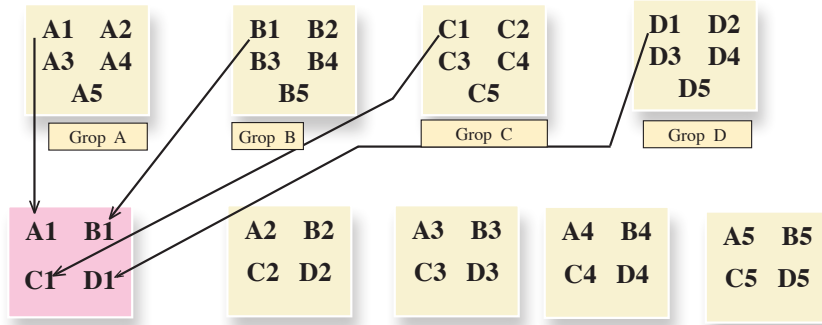 A1 A2
A3 A4
A5
Grop A
B1 B2
B3 B4
B5
Grop B
C1 C2
C3 C4
C5
Grop C
D1 D2
D3 D4
D5
Grop D
A1 B1
C1 D1
A2 B2
C2 D2
A3 B3
C3 D3
A4 B4
C4 D4
A5 B5
C5 D5